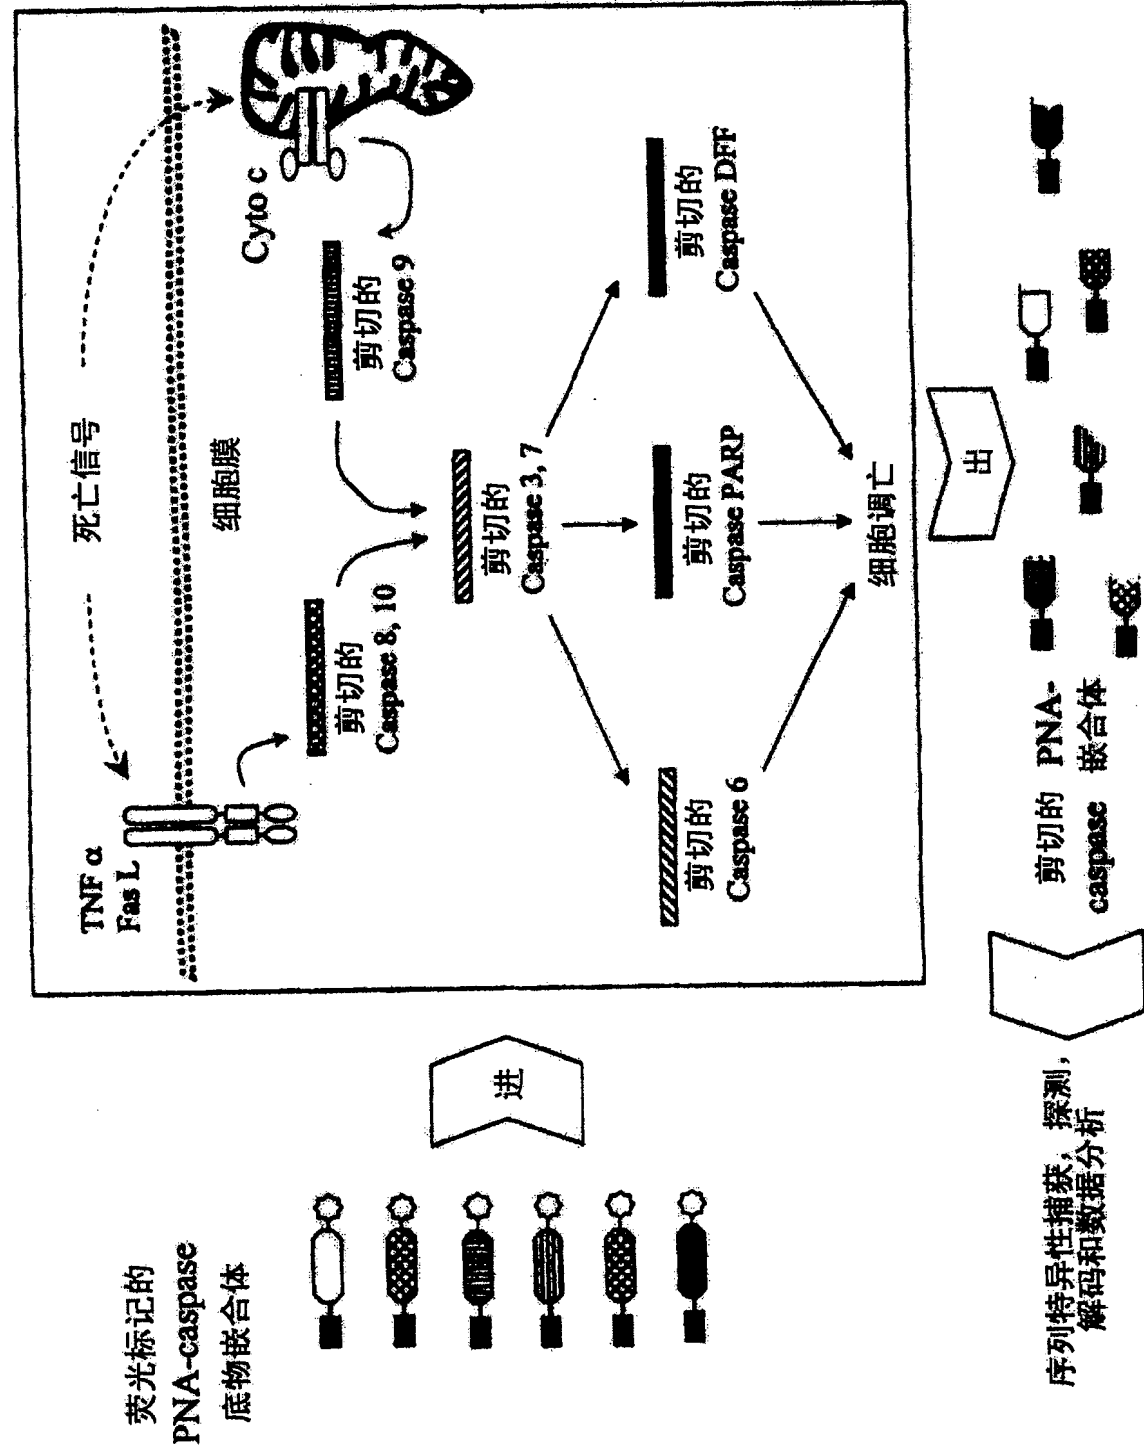 荧光标记的
PNA-caspase
底物嵌合体
进
TNF α
Fas L
死亡信号
细胞膜
Cyto c
剪切的
Caspase 8, 10
剪切的
Caspase 9
剪切的
Caspase 3, 7
剪切的
Caspase 6
剪切的
Caspase PARP
剪切的
Caspase DFF
细胞调亡
出
剪切的 PNA-
caspase 嵌合体
序列特异性捕获，探测，
解码和数据分析